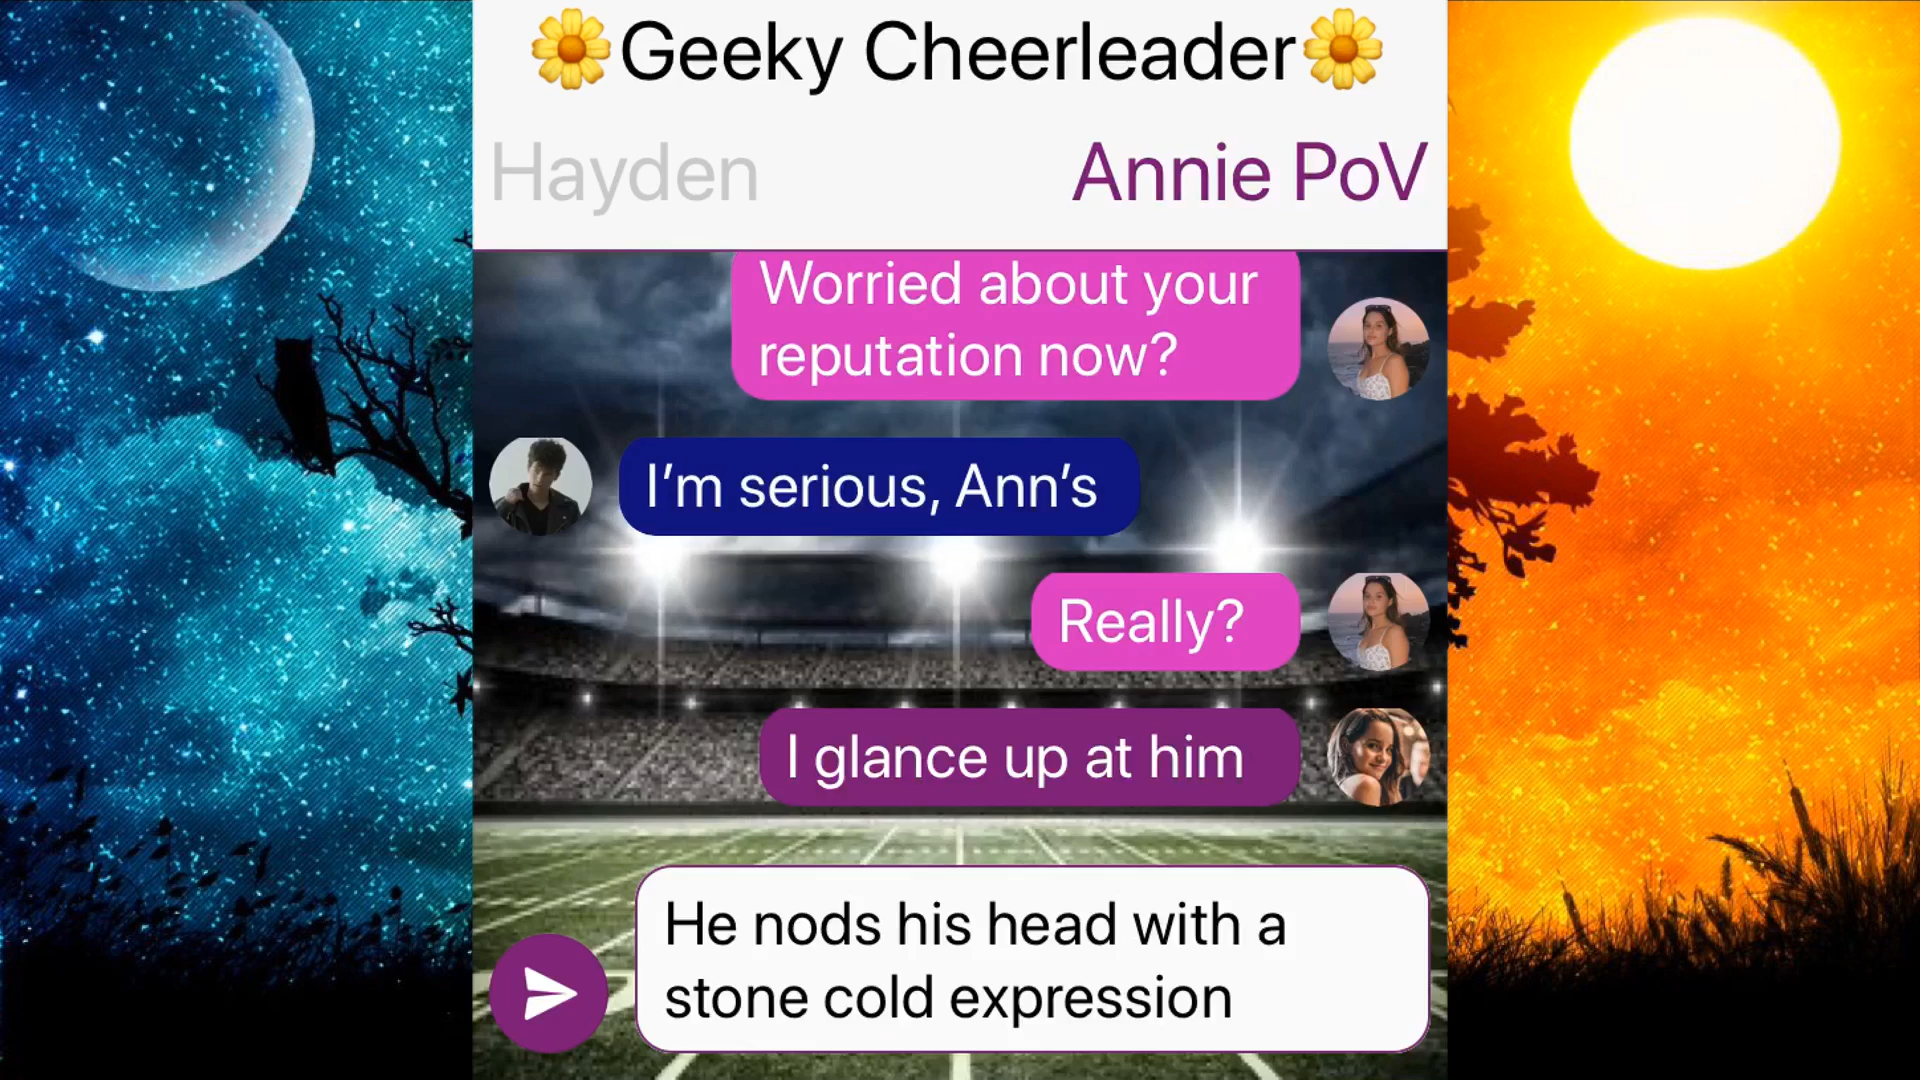 🌼Geeky Cheerleader🌼
Hayden
Annie PoV
Worried about your
reputation now?
I’m serious, Ann’s
Really?
I glance up at him
He nods his head with a
stone cold expression